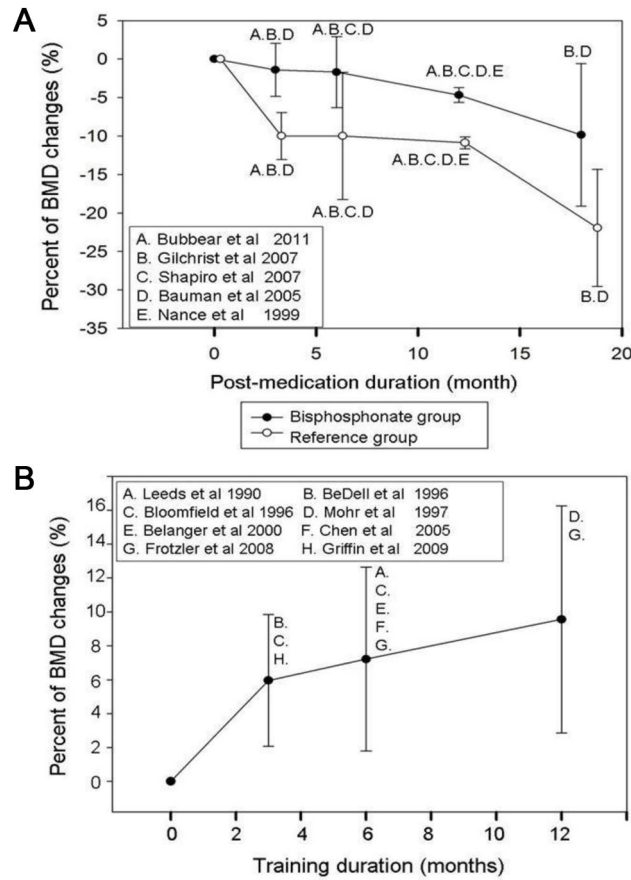 A
Percent of BMD changes (%)
5
0
-5
-10
-15
-20
-25
-30
-35
A.B.D
A.B.C.D
A.B.C.D.E
B.D
A.B.D
A.B.C.D
A.B.C.D.E
B.D
A. Bubbear et al 2011
B. Gilchrist et al 2007
C. Shapiro et al 2007
D. Bauman et al 2005
E. Nance et al 1999
0 5 10 15 20
Post-medication duration (month)
Bisphosphonate group
Reference group
B
Percent of BMD changes (%)
16
14
12
10
8
6
4
2
0
A. Leeds et al 1990 B. BeDell et al 1996
C. Bloomfield et al 1996 D. Mohr et al 1997
E. Belanger et al 2000 F. Chen et al 2005
G. Frotzler et al 2008 H. Griffin et al 2009
B.
C.
H.
A.
C.
E.
F.
G.
D.
G.
0 2 4 6 8 10 12
Training duration (months)